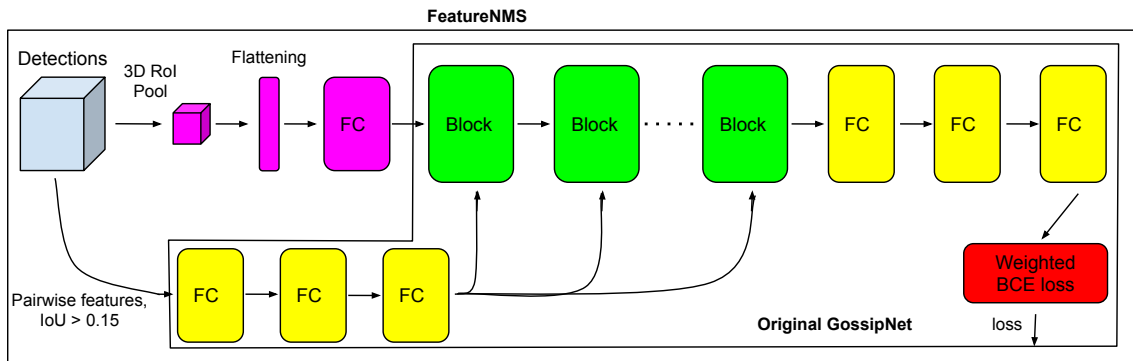 FeatureNMS
Detections
3D RoI
Pool
Flattening
FC
Block
Block
Block
FC
FC
FC
FC
FC
FC
Pairwise features,
IoU > 0.15
Weighted
BCE loss
Original GossipNet
loss